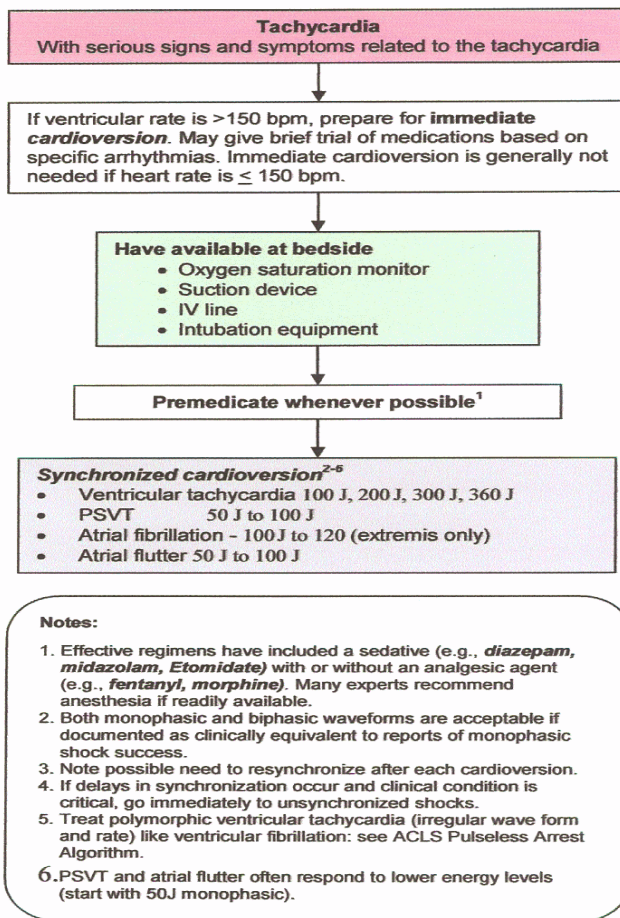 Tachycardia
With serious signs and symptoms related to the tachycardia
If ventricular rate is >150 bpm, prepare for immediate
cardioversion. May give brief trial of medications based on
specific arrhythmias. Immediate cardioversion is generally not
needed if heart rate is ≤ 150 bpm.
Have available at bedside
• Oxygen saturation monitor
• Suction device
• IV line
• Intubation equipment
Premedicate whenever possible¹
Synchronized cardioversion²⁻⁶
• Ventricular tachycardia 100 J, 200 J, 300 J, 360 J
• PSVT 50 J to 100 J
• Atrial fibrillation – 100J to 120 (extremis only)
• Atrial flutter 50 J to 100 J
Notes:
1. Effective regimens have included a sedative (e.g., diazepam,
midazolam, Etomidate) with or without an analgesic agent
(e.g., fentanyl, morphine). Many experts recommend
anesthesia if readily available.
2. Both monophasic and biphasic waveforms are acceptable if
documented as clinically equivalent to reports of monophasic
shock success.
3. Note possible need to resynchronize after each cardioversion.
4. If delays in synchronization occur and clinical condition is
critical, go immediately to unsynchronized shocks.
5. Treat polymorphic ventricular tachycardia (irregular wave form
and rate) like ventricular fibrillation: see ACLS Pulseless Arrest
Algorithm.
6. PSVT and atrial flutter often respond to lower energy levels
(start with 50J monophasic).